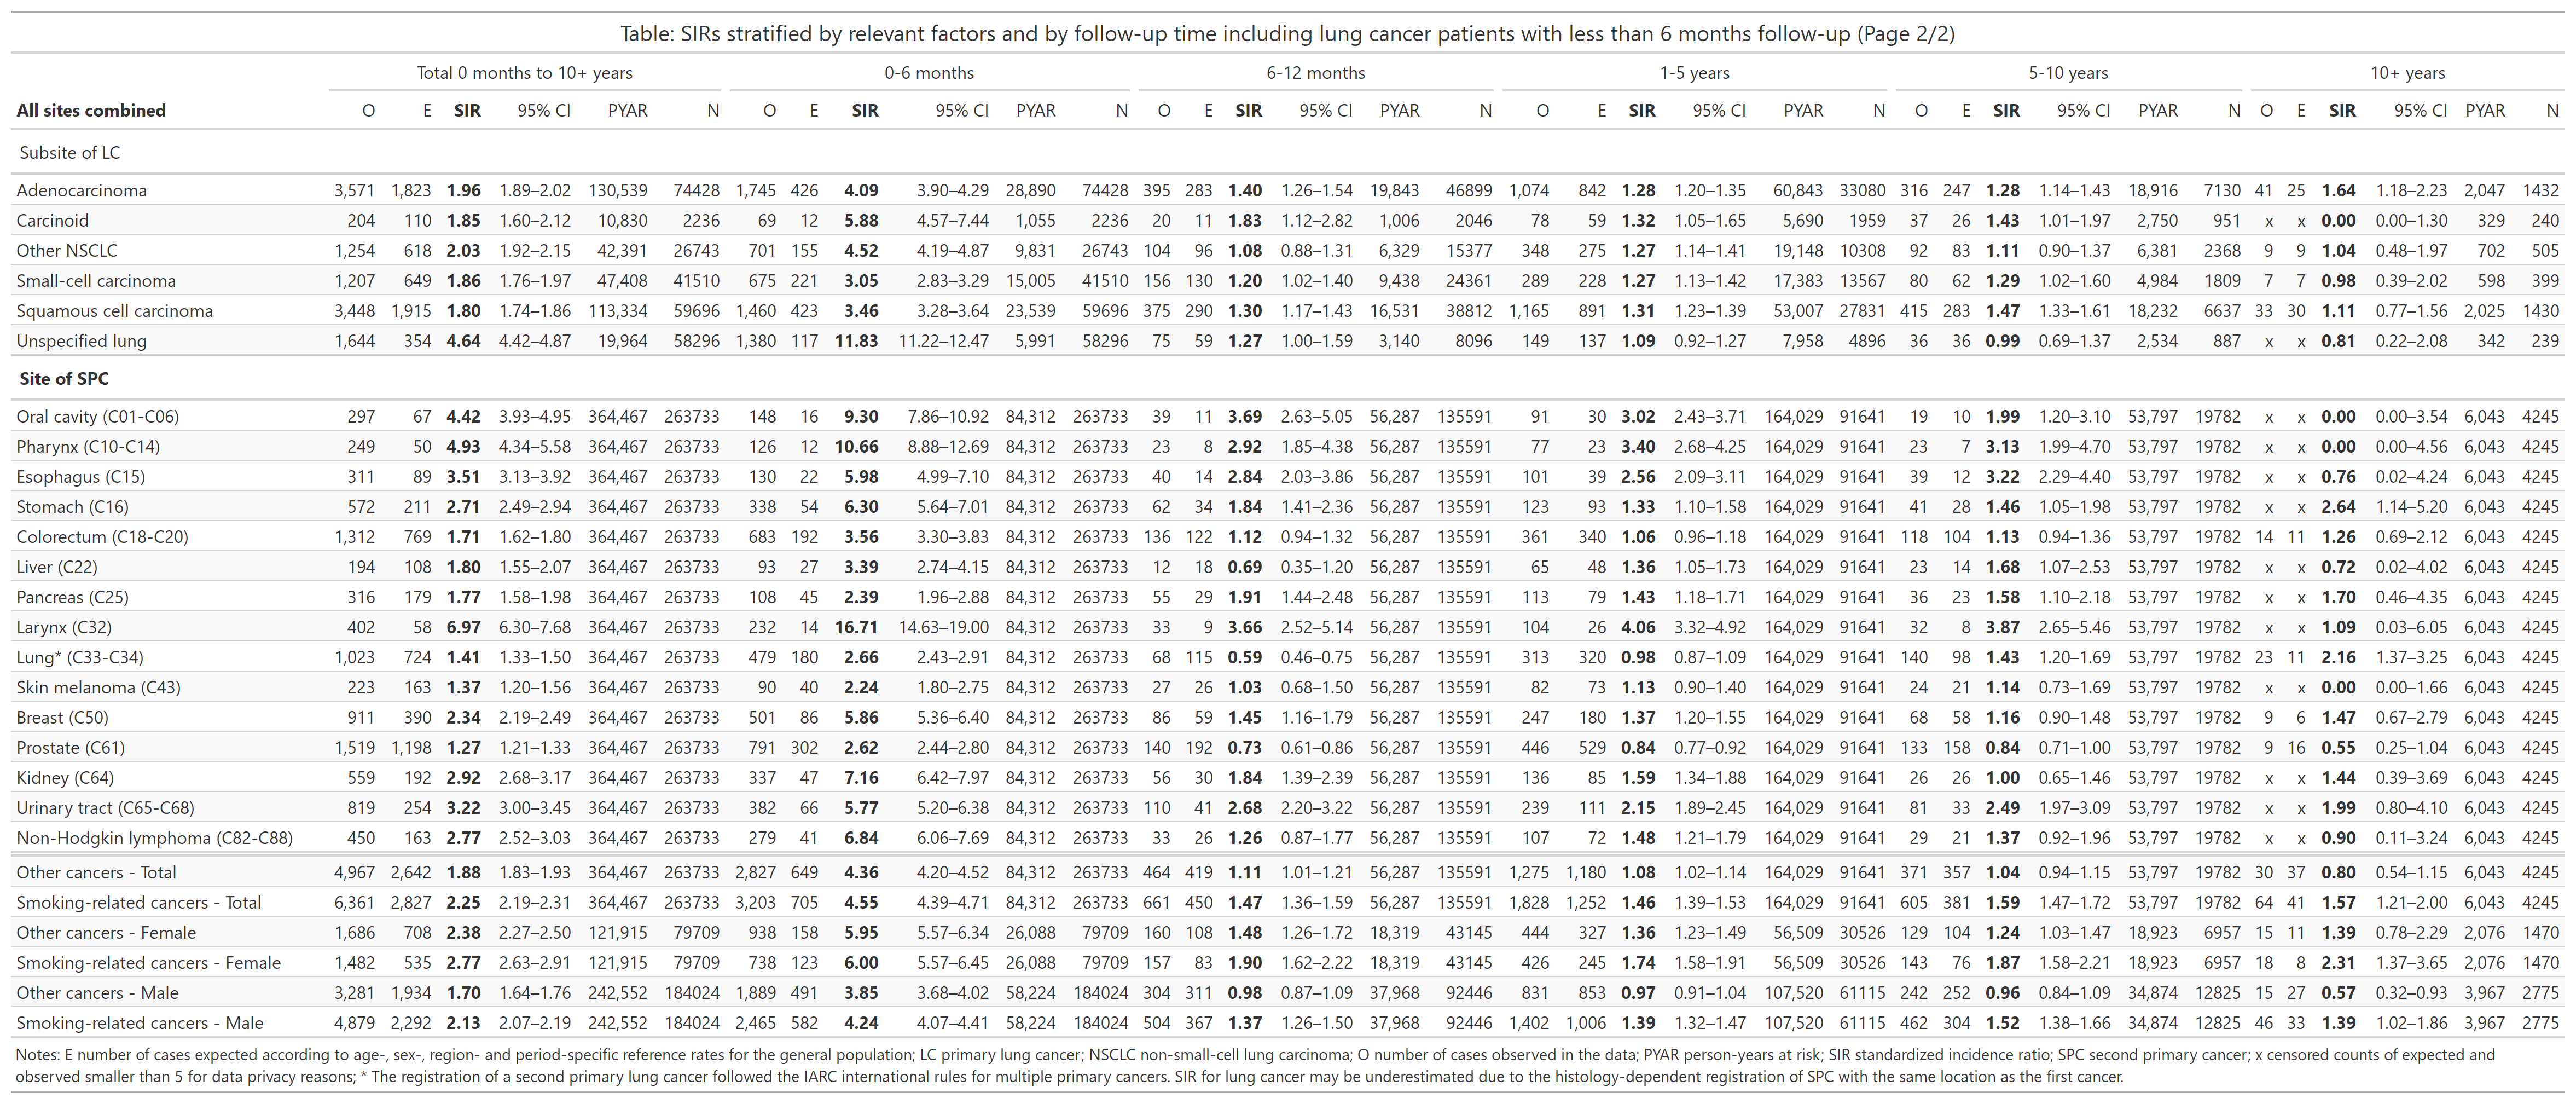 Table: SIRs stratified by relevant factors and by follow-up time including lung cancer patients with less than 6 months follow-up (Page 2/2)
Total 0 months to 10+ years 0-6 months 6-12 months 1-5 years 5-10 years 10+ years
All sites combined O E SIR 95% CI PYAR N O E SIR 95% CI PYAR N O E SIR 95% CI PYAR N O E SIR 95% CI PYAR N O E SIR 95% CI PYAR N O E SIR 95% CI PYAR N
Subsite of LC
Adenocarcinoma 3,571 1,823 1.96 1.89–2.02 130,539 74428 1,745 426 4.09 3.90–4.29 28,890 74428 395 283 1.40 1.26–1.54 19,843 46899 1,074 842 1.28 1.20–1.35 60,843 33080 316 247 1.28 1.14–1.43 18,916 7130 41 25 1.64 1.18–2.23 2,047 1432
Carcinoid 204 110 1.85 1.60–2.12 10,830 2236 69 12 5.88 4.57–7.44 1,055 2236 20 11 1.83 1.12–2.82 1,006 2046 78 59 1.32 1.05–1.65 5,690 1959 37 26 1.43 1.01–1.97 2,750 951 x x 0.00 0.00–1.30 329 240
Other NSCLC 1,254 618 2.03 1.92–2.15 42,391 26743 701 155 4.52 4.19–4.87 9,831 26743 104 96 1.08 0.88–1.31 6,329 15377 348 275 1.27 1.14–1.41 19,148 10308 92 83 1.11 0.90–1.37 6,381 2368 9 9 1.04 0.48–1.97 702 505
Small-cell carcinoma 1,207 649 1.86 1.76–1.97 47,408 41510 675 221 3.05 2.83–3.29 15,005 41510 156 130 1.20 1.02–1.40 9,438 24361 289 228 1.27 1.13–1.42 17,383 13567 80 62 1.29 1.02–1.60 4,984 1809 7 7 0.98 0.39–2.02 598 399
Squamous cell carcinoma 3,448 1,915 1.80 1.74–1.86 113,334 59696 1,460 423 3.46 3.28–3.64 23,539 59696 375 290 1.30 1.17–1.43 16,531 38812 1,165 891 1.31 1.23–1.39 53,007 27831 415 283 1.47 1.33–1.61 18,232 6637 33 30 1.11 0.77–1.56 2,025 1430
Unspecified lung 1,644 354 4.64 4.42–4.87 19,964 58296 1,380 117 11.83 11.22–12.47 5,991 58296 75 59 1.27 1.00–1.59 3,140 8096 149 137 1.09 0.92–1.27 7,958 4896 36 36 0.99 0.69–1.37 2,534 887 x x 0.81 0.22–2.08 342 239
Site of SPC
Oral cavity (C01-C06) 297 67 4.42 3.93–4.95 364,467 263733 148 16 9.30 7.86–10.92 84,312 263733 39 11 3.69 2.63–5.05 56,287 135591 91 30 3.02 2.43–3.71 164,029 91641 19 10 1.99 1.20–3.10 53,797 19782 x x 0.00 0.00–3.54 6,043 4245
Pharynx (C10-C14) 249 50 4.93 4.34–5.58 364,467 263733 126 12 10.66 8.88–12.69 84,312 263733 23 8 2.92 1.85–4.38 56,287 135591 77 23 3.40 2.68–4.25 164,029 91641 23 7 3.13 1.99–4.70 53,797 19782 x x 0.00 0.00–4.56 6,043 4245
Esophagus (C15) 311 89 3.51 3.13–3.92 364,467 263733 130 22 5.98 4.99–7.10 84,312 263733 40 14 2.84 2.03–3.86 56,287 135591 101 39 2.56 2.09–3.11 164,029 91641 39 12 3.22 2.29–4.40 53,797 19782 x x 0.76 0.02–4.24 6,043 4245
Stomach (C16) 572 211 2.71 2.49–2.94 364,467 263733 338 54 6.30 5.64–7.01 84,312 263733 62 34 1.84 1.41–2.36 56,287 135591 123 93 1.33 1.10–1.58 164,029 91641 41 28 1.46 1.05–1.98 53,797 19782 x x 2.64 1.14–5.20 6,043 4245
Colorectum (C18-C20) 1,312 769 1.71 1.62–1.80 364,467 263733 683 192 3.56 3.30–3.83 84,312 263733 136 122 1.12 0.94–1.32 56,287 135591 361 340 1.06 0.96–1.18 164,029 91641 118 104 1.13 0.94–1.36 53,797 19782 14 11 1.26 0.69–2.12 6,043 4245
Liver (C22) 194 108 1.80 1.55–2.07 364,467 263733 93 27 3.39 2.74–4.15 84,312 263733 12 18 0.69 0.35–1.20 56,287 135591 65 48 1.36 1.05–1.73 164,029 91641 23 14 1.68 1.07–2.53 53,797 19782 x x 0.72 0.02–4.02 6,043 4245
Pancreas (C25) 316 179 1.77 1.58–1.98 364,467 263733 108 45 2.39 1.96–2.88 84,312 263733 55 29 1.91 1.44–2.48 56,287 135591 113 79 1.43 1.18–1.71 164,029 91641 36 23 1.58 1.10–2.18 53,797 19782 x x 1.70 0.46–4.35 6,043 4245
Larynx (C32) 402 58 6.97 6.30–7.68 364,467 263733 232 14 16.71 14.63–19.00 84,312 263733 33 9 3.66 2.52–5.14 56,287 135591 104 26 4.06 3.32–4.92 164,029 91641 32 8 3.87 2.65–5.46 53,797 19782 x x 1.09 0.03–6.05 6,043 4245
Lung* (C33-C34) 1,023 724 1.41 1.33–1.50 364,467 263733 479 180 2.66 2.43–2.91 84,312 263733 68 115 0.59 0.46–0.75 56,287 135591 313 320 0.98 0.87–1.09 164,029 91641 140 98 1.43 1.20–1.69 53,797 19782 23 11 2.16 1.37–3.25 6,043 4245
Skin melanoma (C43) 223 163 1.37 1.20–1.56 364,467 263733 90 40 2.24 1.80–2.75 84,312 263733 27 26 1.03 0.68–1.50 56,287 135591 82 73 1.13 0.90–1.40 164,029 91641 24 21 1.14 0.73–1.69 53,797 19782 x x 0.00 0.00–1.66 6,043 4245
Breast (C50) 911 390 2.34 2.19–2.49 364,467 263733 501 86 5.86 5.36–6.40 84,312 263733 86 59 1.45 1.16–1.79 56,287 135591 247 180 1.37 1.20–1.55 164,029 91641 68 58 1.16 0.90–1.48 53,797 19782 9 6 1.47 0.67–2.79 6,043 4245
Prostate (C61) 1,519 1,198 1.27 1.21–1.33 364,467 263733 791 302 2.62 2.44–2.80 84,312 263733 140 192 0.73 0.61–0.86 56,287 135591 446 529 0.84 0.77–0.92 164,029 91641 133 158 0.84 0.71–1.00 53,797 19782 9 16 0.55 0.25–1.04 6,043 4245
Kidney (C64) 559 192 2.92 2.68–3.17 364,467 263733 337 47 7.16 6.42–7.97 84,312 263733 56 30 1.84 1.39–2.39 56,287 135591 136 85 1.59 1.34–1.88 164,029 91641 26 26 1.00 0.65–1.46 53,797 19782 x x 1.44 0.39–3.69 6,043 4245
Urinary tract (C65-C68) 819 254 3.22 3.00–3.45 364,467 263733 382 66 5.77 5.20–6.38 84,312 263733 110 41 2.68 2.20–3.22 56,287 135591 239 111 2.15 1.89–2.45 164,029 91641 81 33 2.49 1.97–3.09 53,797 19782 x x 1.99 0.80–4.10 6,043 4245
Non-Hodgkin lymphoma (C82-C88) 450 163 2.77 2.52–3.03 364,467 263733 279 41 6.84 6.06–7.69 84,312 263733 33 26 1.26 0.87–1.77 56,287 135591 107 72 1.48 1.21–1.79 164,029 91641 29 21 1.37 0.92–1.96 53,797 19782 x x 0.90 0.11–3.24 6,043 4245
Other cancers - Total 4,967 2,642 1.88 1.83–1.93 364,467 263733 2,827 649 4.36 4.20–4.52 84,312 263733 464 419 1.11 1.01–1.21 56,287 135591 1,275 1,180 1.08 1.02–1.14 164,029 91641 371 357 1.04 0.94–1.15 53,797 19782 30 37 0.80 0.54–1.15 6,043 4245
Smoking-related cancers - Total 6,361 2,827 2.25 2.19–2.31 364,467 263733 3,203 705 4.55 4.39–4.71 84,312 263733 661 450 1.47 1.36–1.59 56,287 135591 1,828 1,252 1.46 1.39–1.53 164,029 91641 605 381 1.59 1.47–1.72 53,797 19782 64 41 1.57 1.21–2.00 6,043 4245
Other cancers - Female 1,686 708 2.38 2.27–2.50 121,915 79709 938 158 5.95 5.57–6.34 26,088 79709 160 108 1.48 1.26–1.72 18,319 43145 444 327 1.36 1.23–1.49 56,509 30526 129 104 1.24 1.03–1.47 18,923 6957 15 11 1.39 0.78–2.29 2,076 1470
Smoking-related cancers - Female 1,482 535 2.77 2.63–2.91 121,915 79709 738 123 6.00 5.57–6.45 26,088 79709 157 83 1.90 1.62–2.22 18,319 43145 426 245 1.74 1.58–1.91 56,509 30526 143 76 1.87 1.58–2.21 18,923 6957 18 8 2.31 1.37–3.65 2,076 1470
Other cancers - Male 3,281 1,934 1.70 1.64–1.76 242,552 184024 1,889 491 3.85 3.68–4.02 58,224 184024 304 311 0.98 0.87–1.09 37,968 92446 831 853 0.97 0.91–1.04 107,520 61115 242 252 0.96 0.84–1.09 34,874 12825 15 27 0.57 0.32–0.93 3,967 2775
Smoking-related cancers - Male 4,879 2,292 2.13 2.07–2.19 242,552 184024 2,465 582 4.24 4.07–4.41 58,224 184024 504 367 1.37 1.26–1.50 37,968 92446 1,402 1,006 1.39 1.32–1.47 107,520 61115 462 304 1.52 1.38–1.66 34,874 12825 46 33 1.39 1.02–1.86 3,967 2775
Notes: E number of cases expected according to age-, sex-, region- and period-specific reference rates for the general population; LC primary lung cancer; NSCLC non-small-cell lung carcinoma; O number of cases observed in the data; PYAR person-years at risk; SIR standardized incidence ratio; SPC second primary cancer; x censored counts of expected and
observed smaller than 5 for data privacy reasons; * The registration of a second primary lung cancer followed the IARC international rules for multiple primary cancers. SIR for lung cancer may be underestimated due to the histology-dependent registration of SPC with the same location as the first cancer.